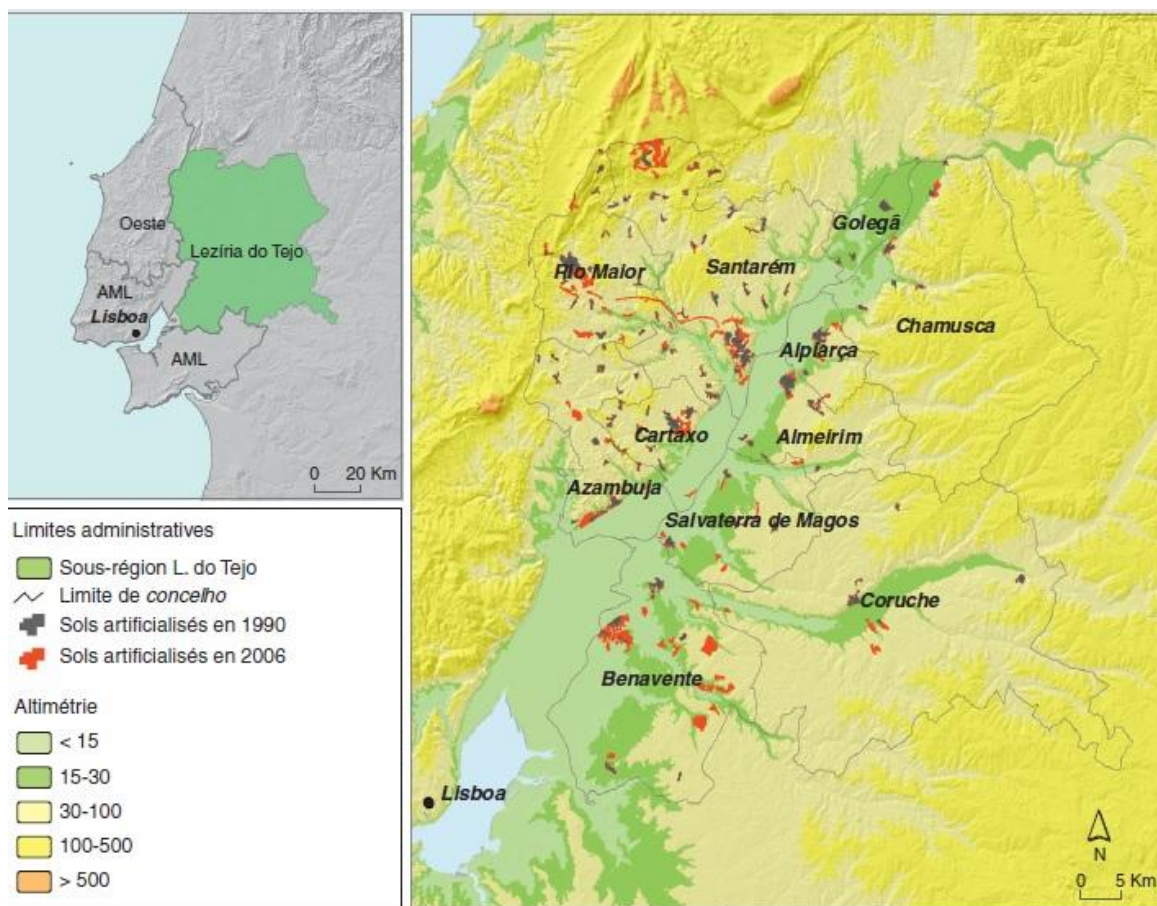 Oeste
Lezíria do Tejo
AML
Lisboa
AML
0 20 Km
Limites administratives
Sous-région L. do Tejo
Limite de concelho
Sols artificialisés en 1990
Sols artificialisés en 2006
Altimétrie
< 15
15-30
30-100
100-500
> 500
Golegã
Rio Maior
Santarém
Chamusca
Alpiarça
Cartaxo
Almeirim
Azambuja
Salvaterra de Magos
Coruche
Benavente
Lisboa
N
0 5 Km